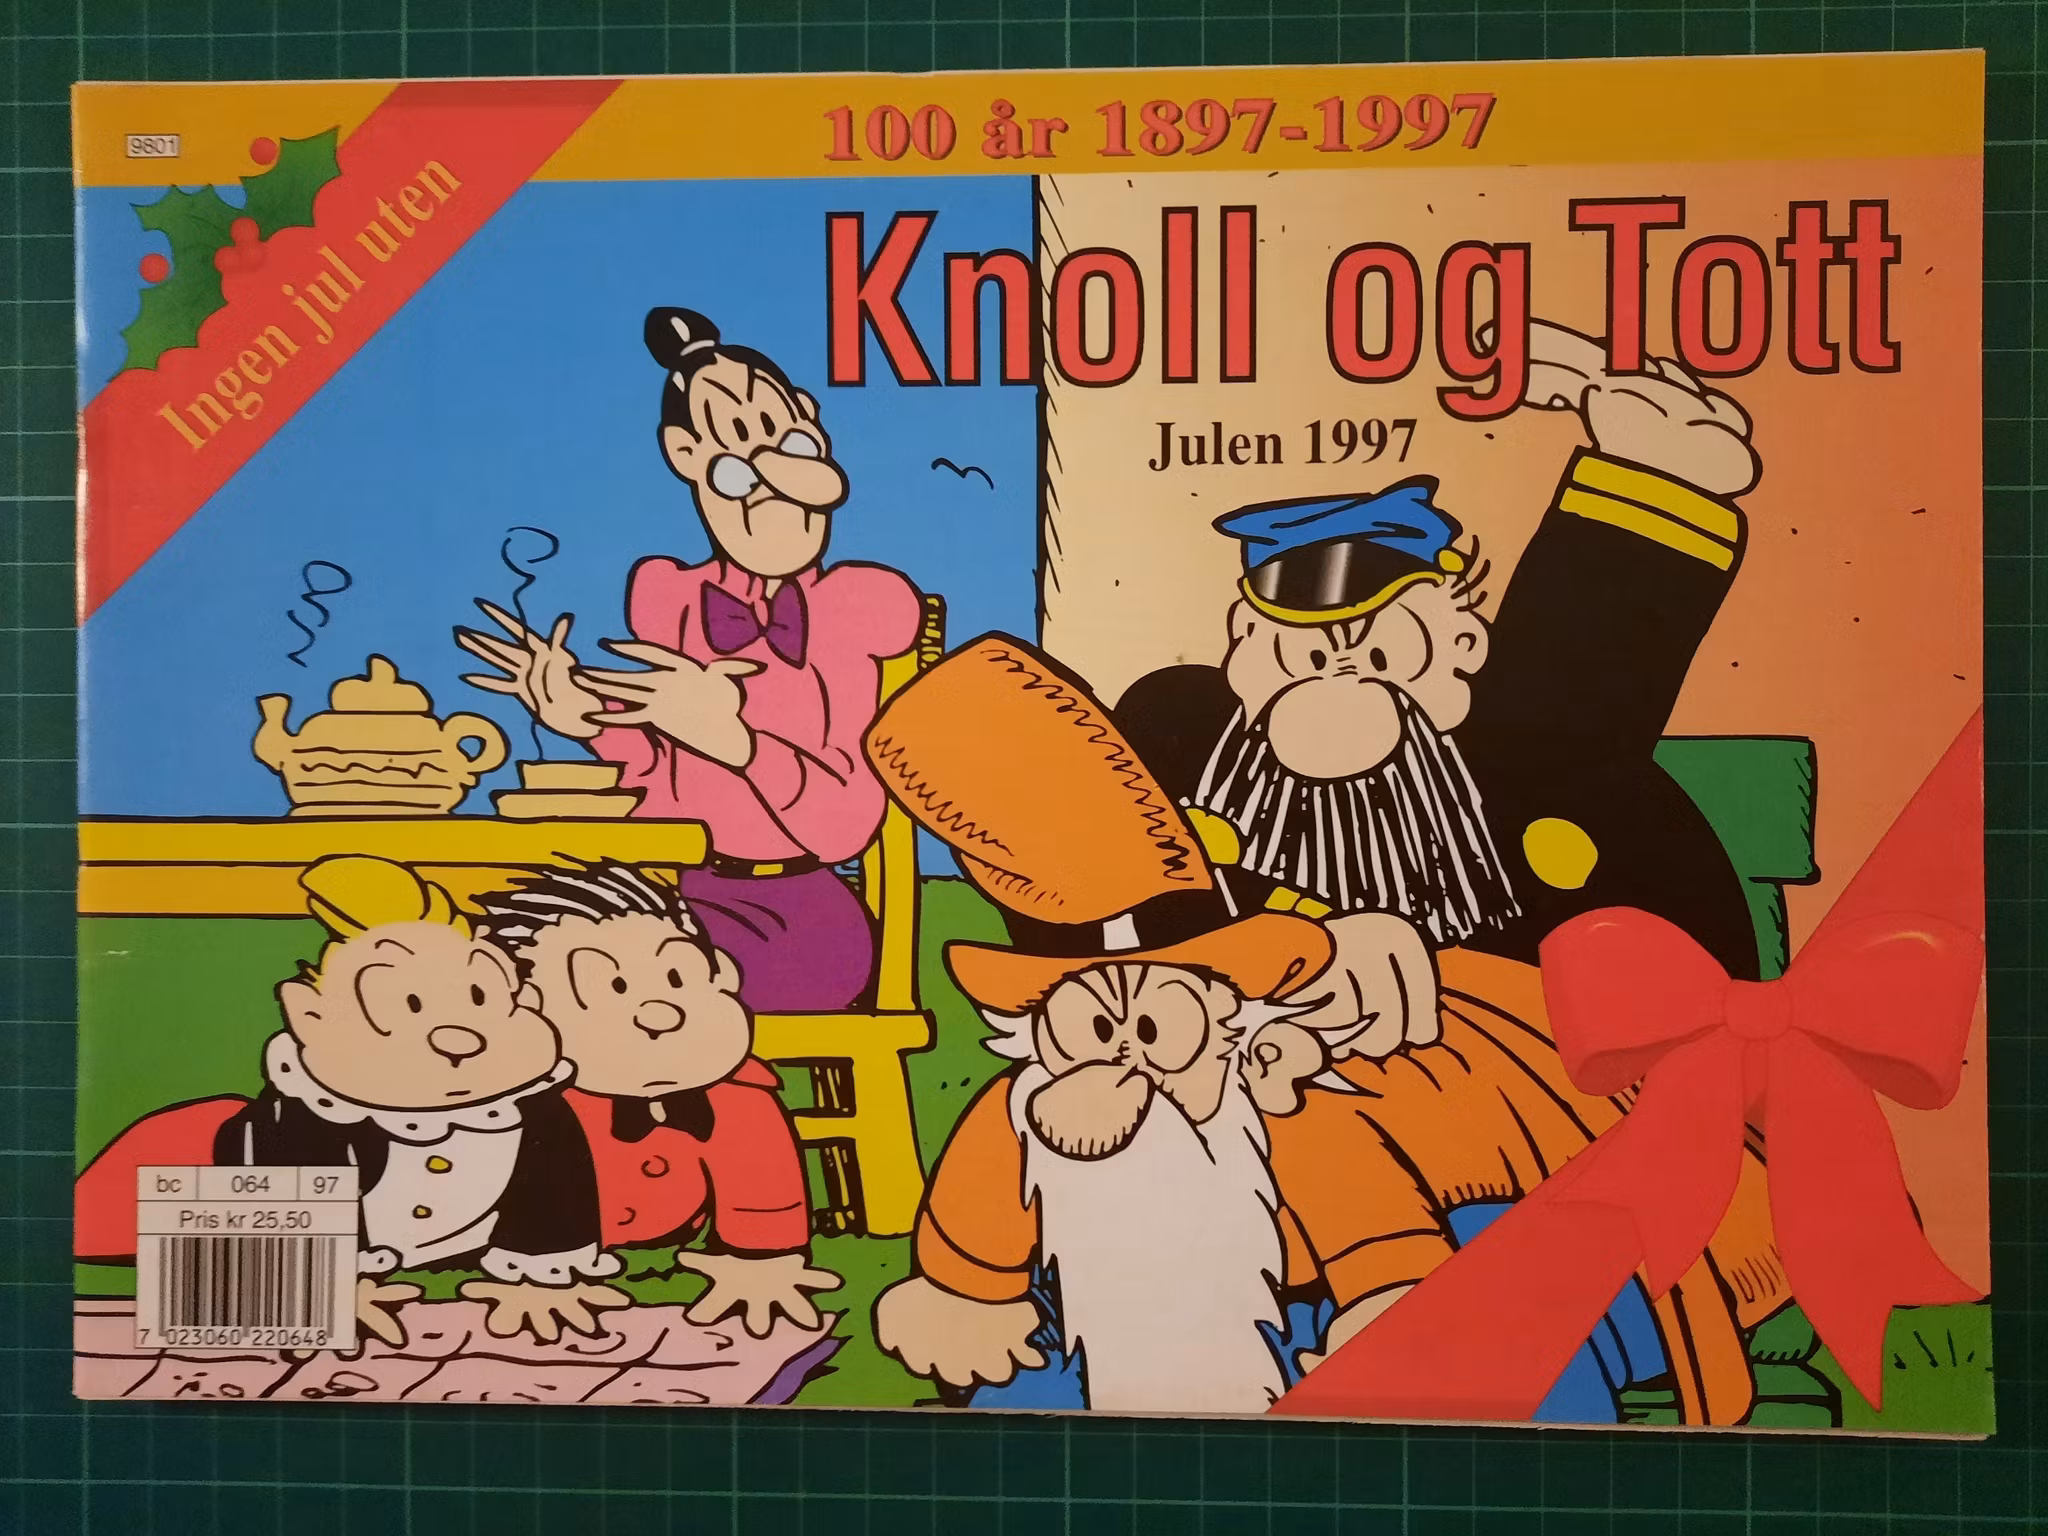 9801
Ingen jul uten
100 år 1897-1997
Knoll og Tott
Julen 1997
bc 064 97
Pris kr 25,50
7 023060 220648